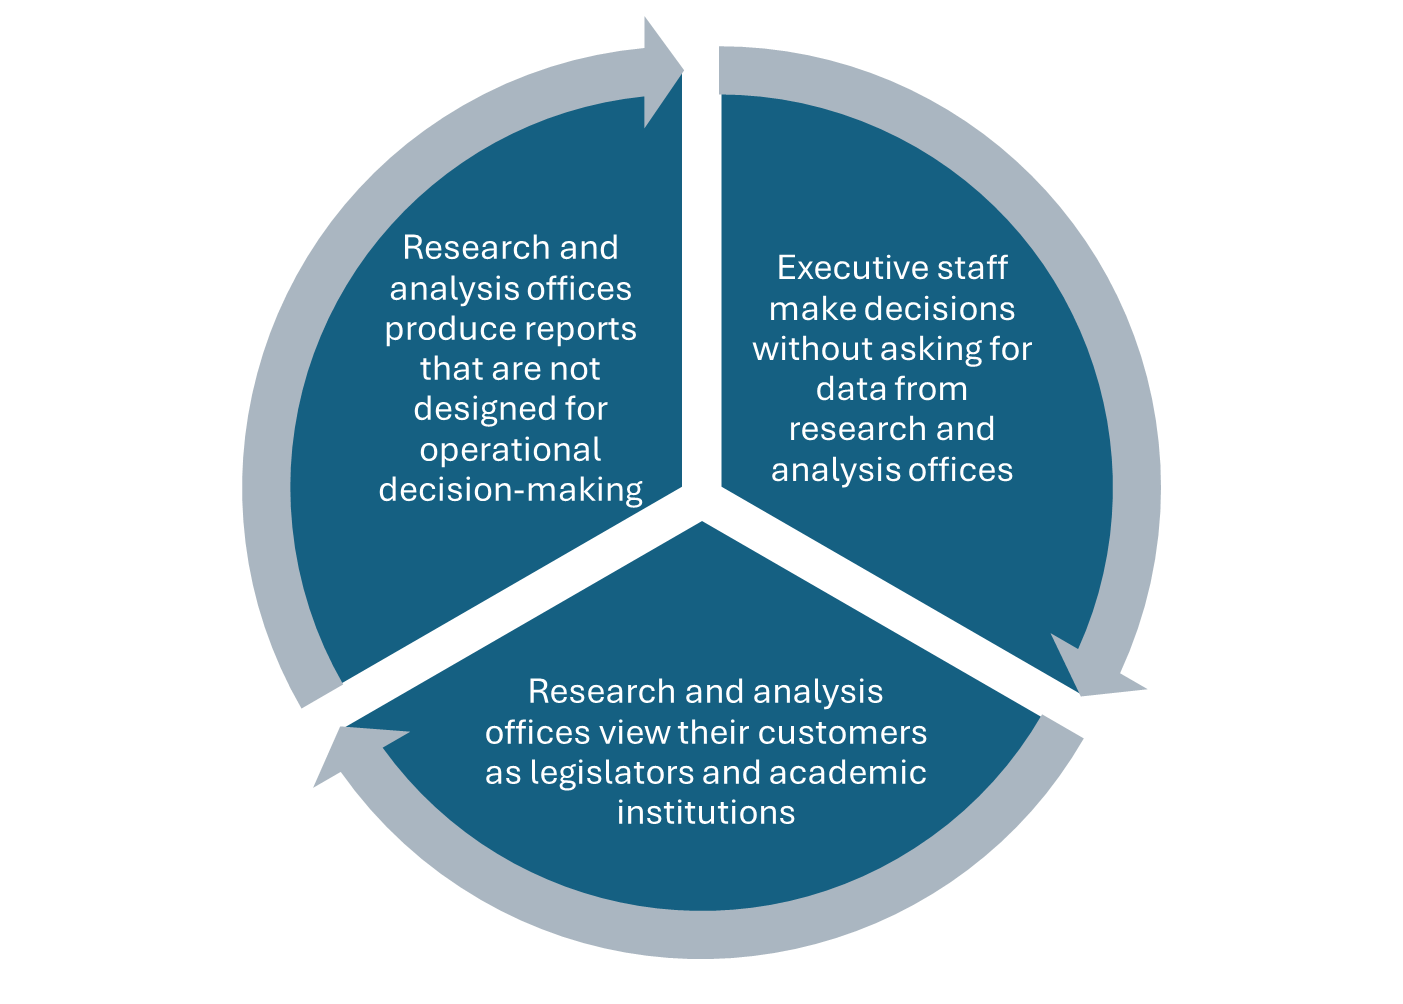 Research and
analysis offices
produce reports
that are not
designed for
operational
decision-making
Executive staff
make decisions
without asking for
data from
research and
analysis offices
Research and analysis
offices view their customers
as legislators and academic
institutions